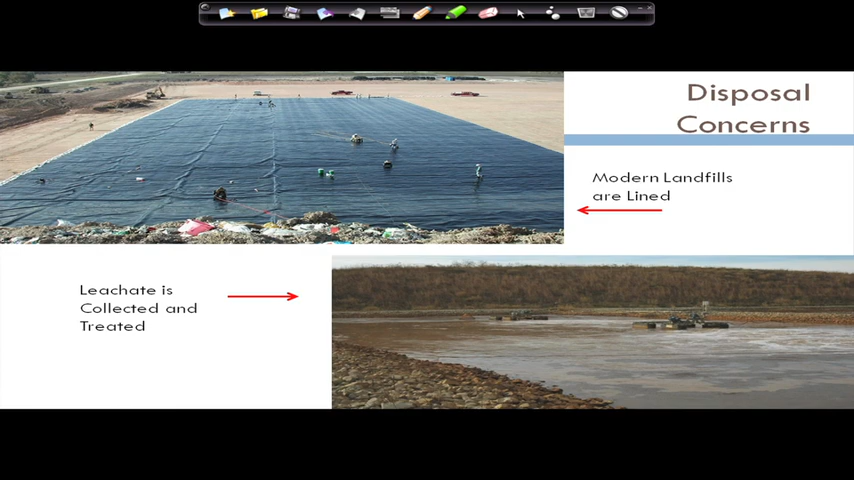 Disposal
Concerns
Modern Landfills
are Lined
Leachate is
Collected and
Treated